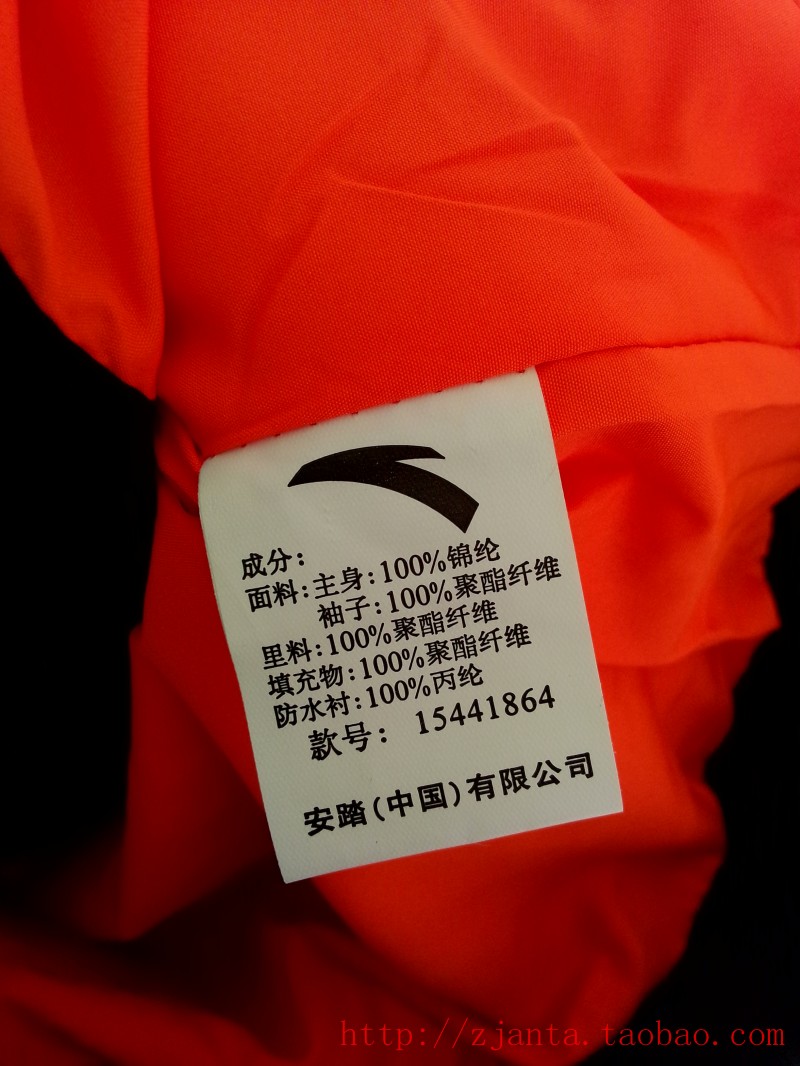 成分:
面料:主身:100%锦纶
袖子:100%聚酯纤维
里料:100%聚酯纤维
填充物:100%聚酯纤维
防水衬:100%丙纶
款号: 15441864
安踏(中国)有限公司
http://zjanta.taobao.com